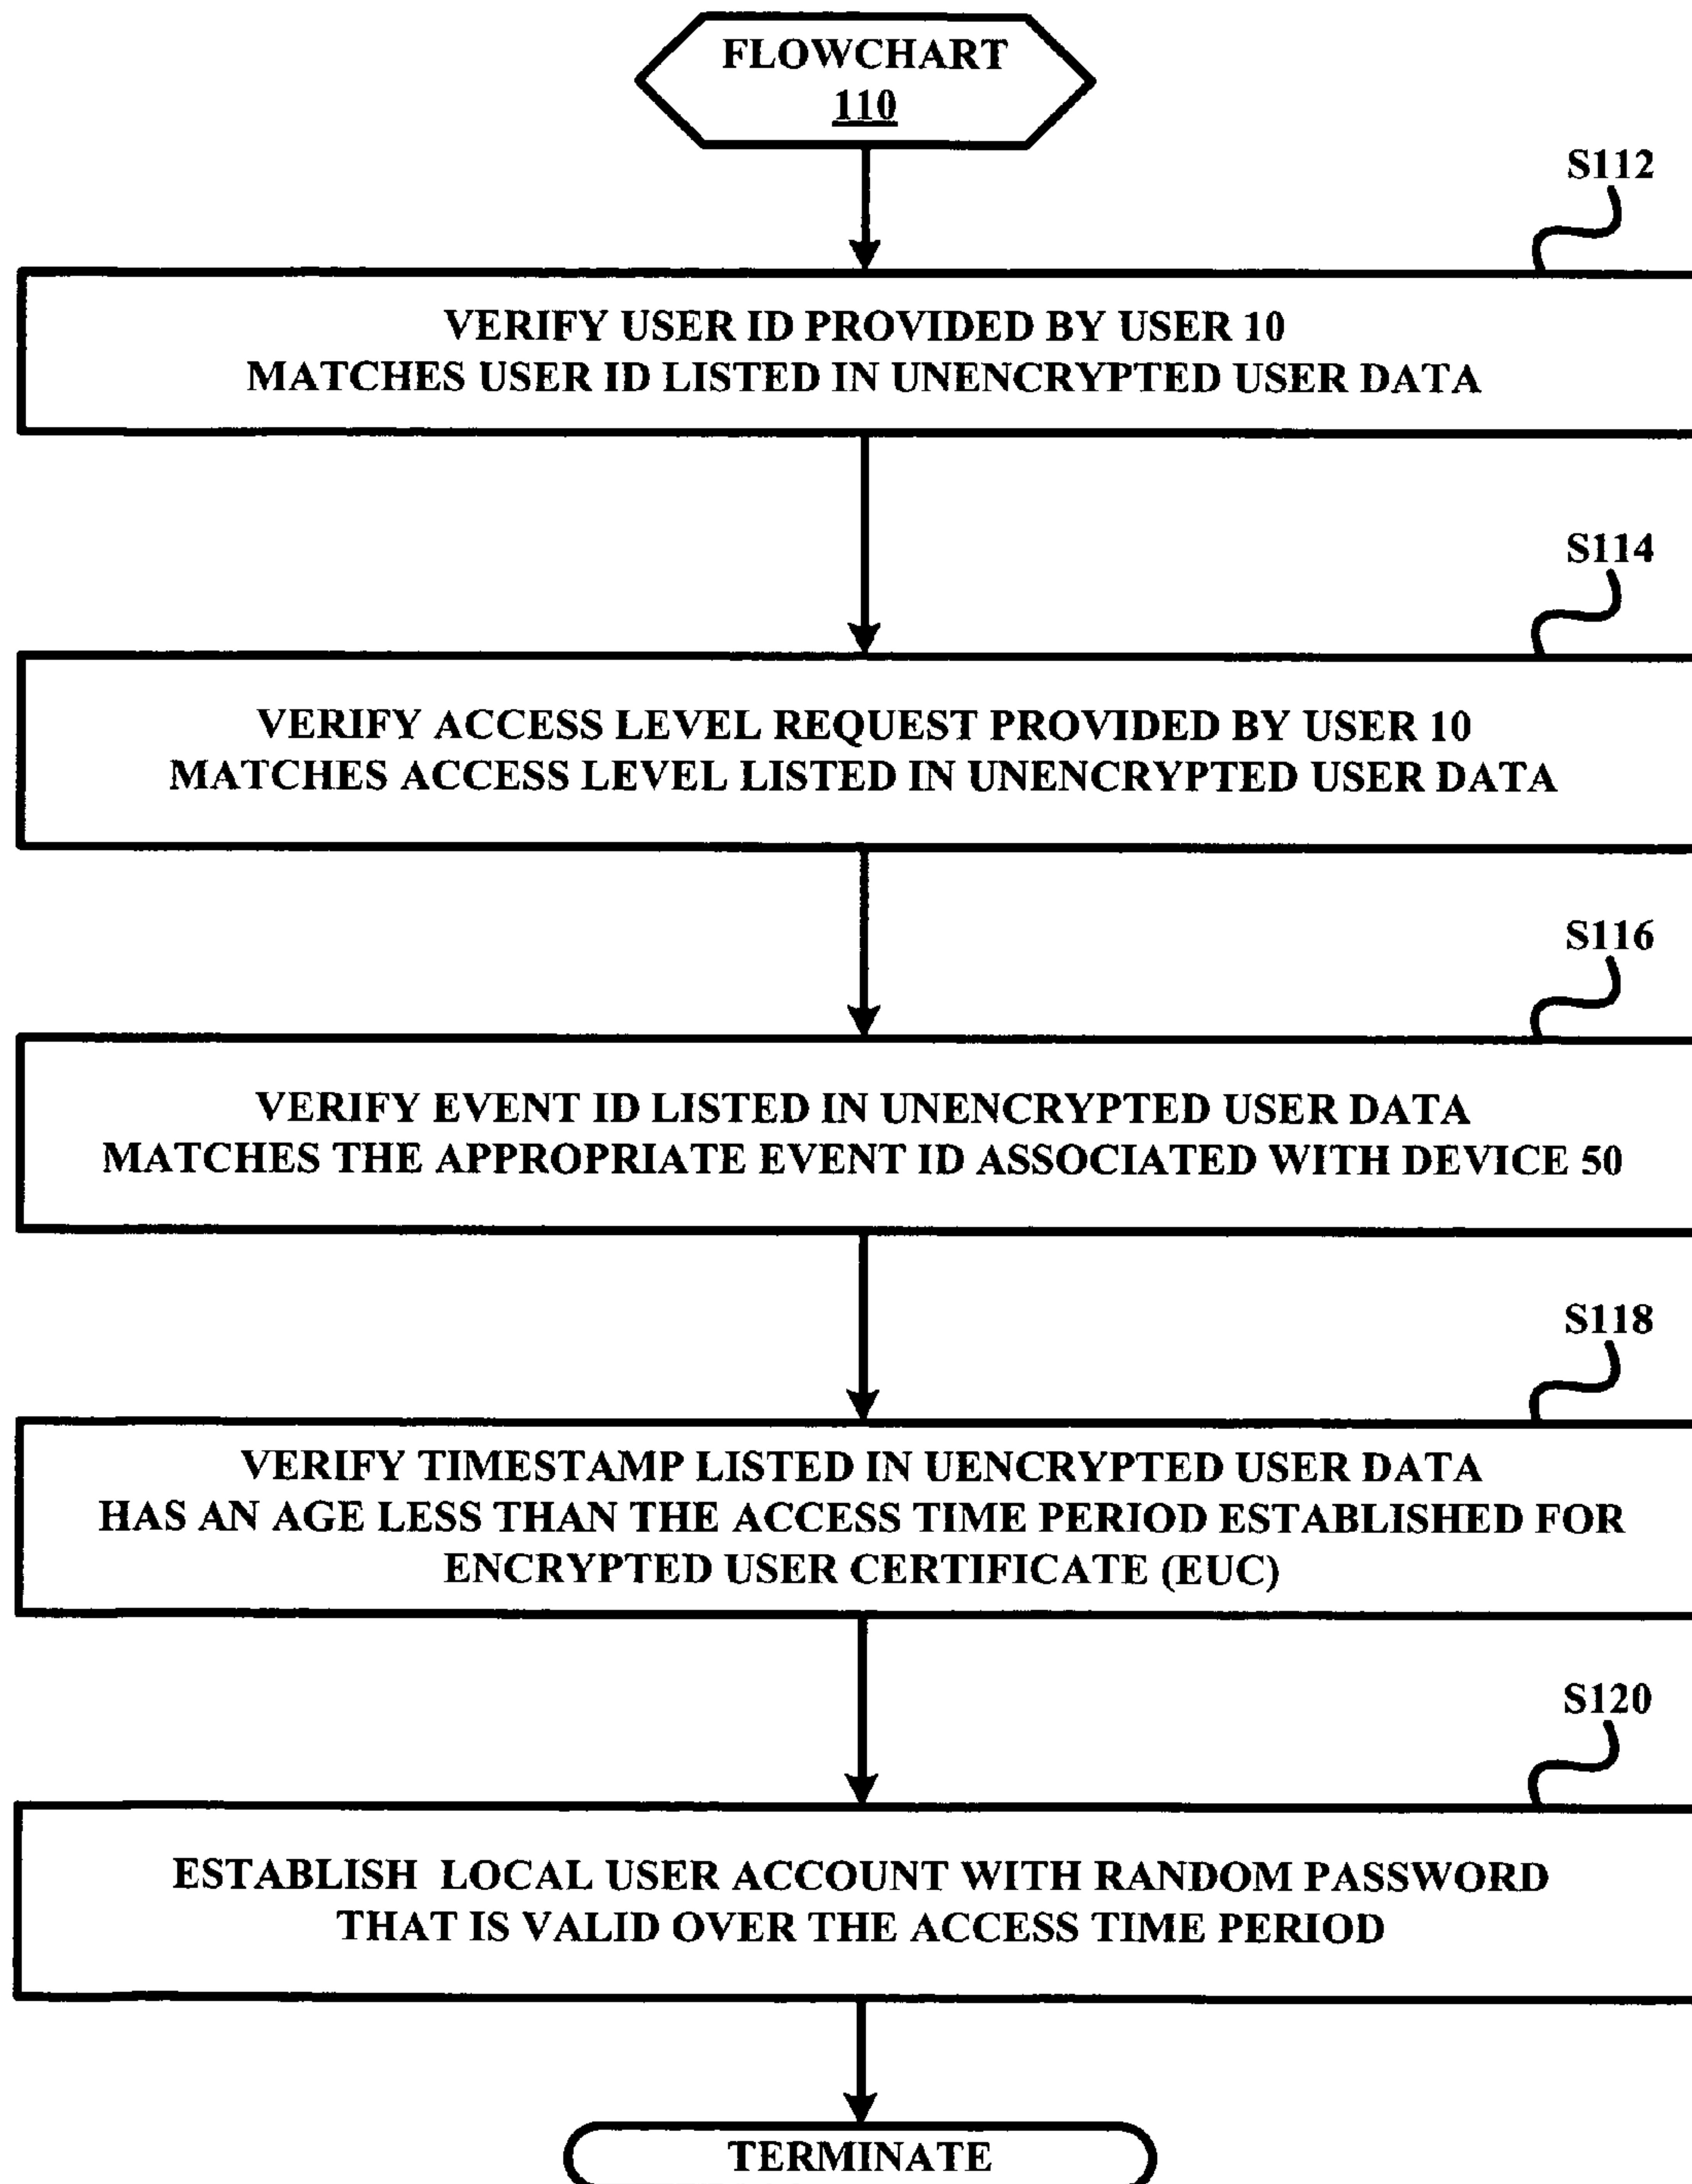 FLOWCHART
110
S112
VERIFY USER ID PROVIDED BY USER 10
MATCHES USER ID LISTED IN UNENCRYPTED USER DATA
S114
VERIFY ACCESS LEVEL REQUEST PROVIDED BY USER 10
MATCHES ACCESS LEVEL LISTED IN UNENCRYPTED USER DATA
S116
VERIFY EVENT ID LISTED IN UNENCRYPTED USER DATA
MATCHES THE APPROPRIATE EVENT ID ASSOCIATED WITH DEVICE 50
S118
VERIFY TIMESTAMP LISTED IN UENCRYPTED USER DATA
HAS AN AGE LESS THAN THE ACCESS TIME PERIOD ESTABLISHED FOR
ENCRYPTED USER CERTIFICATE (EUC)
S120
ESTABLISH LOCAL USER ACCOUNT WITH RANDOM PASSWORD
THAT IS VALID OVER THE ACCESS TIME PERIOD
TERMINATE